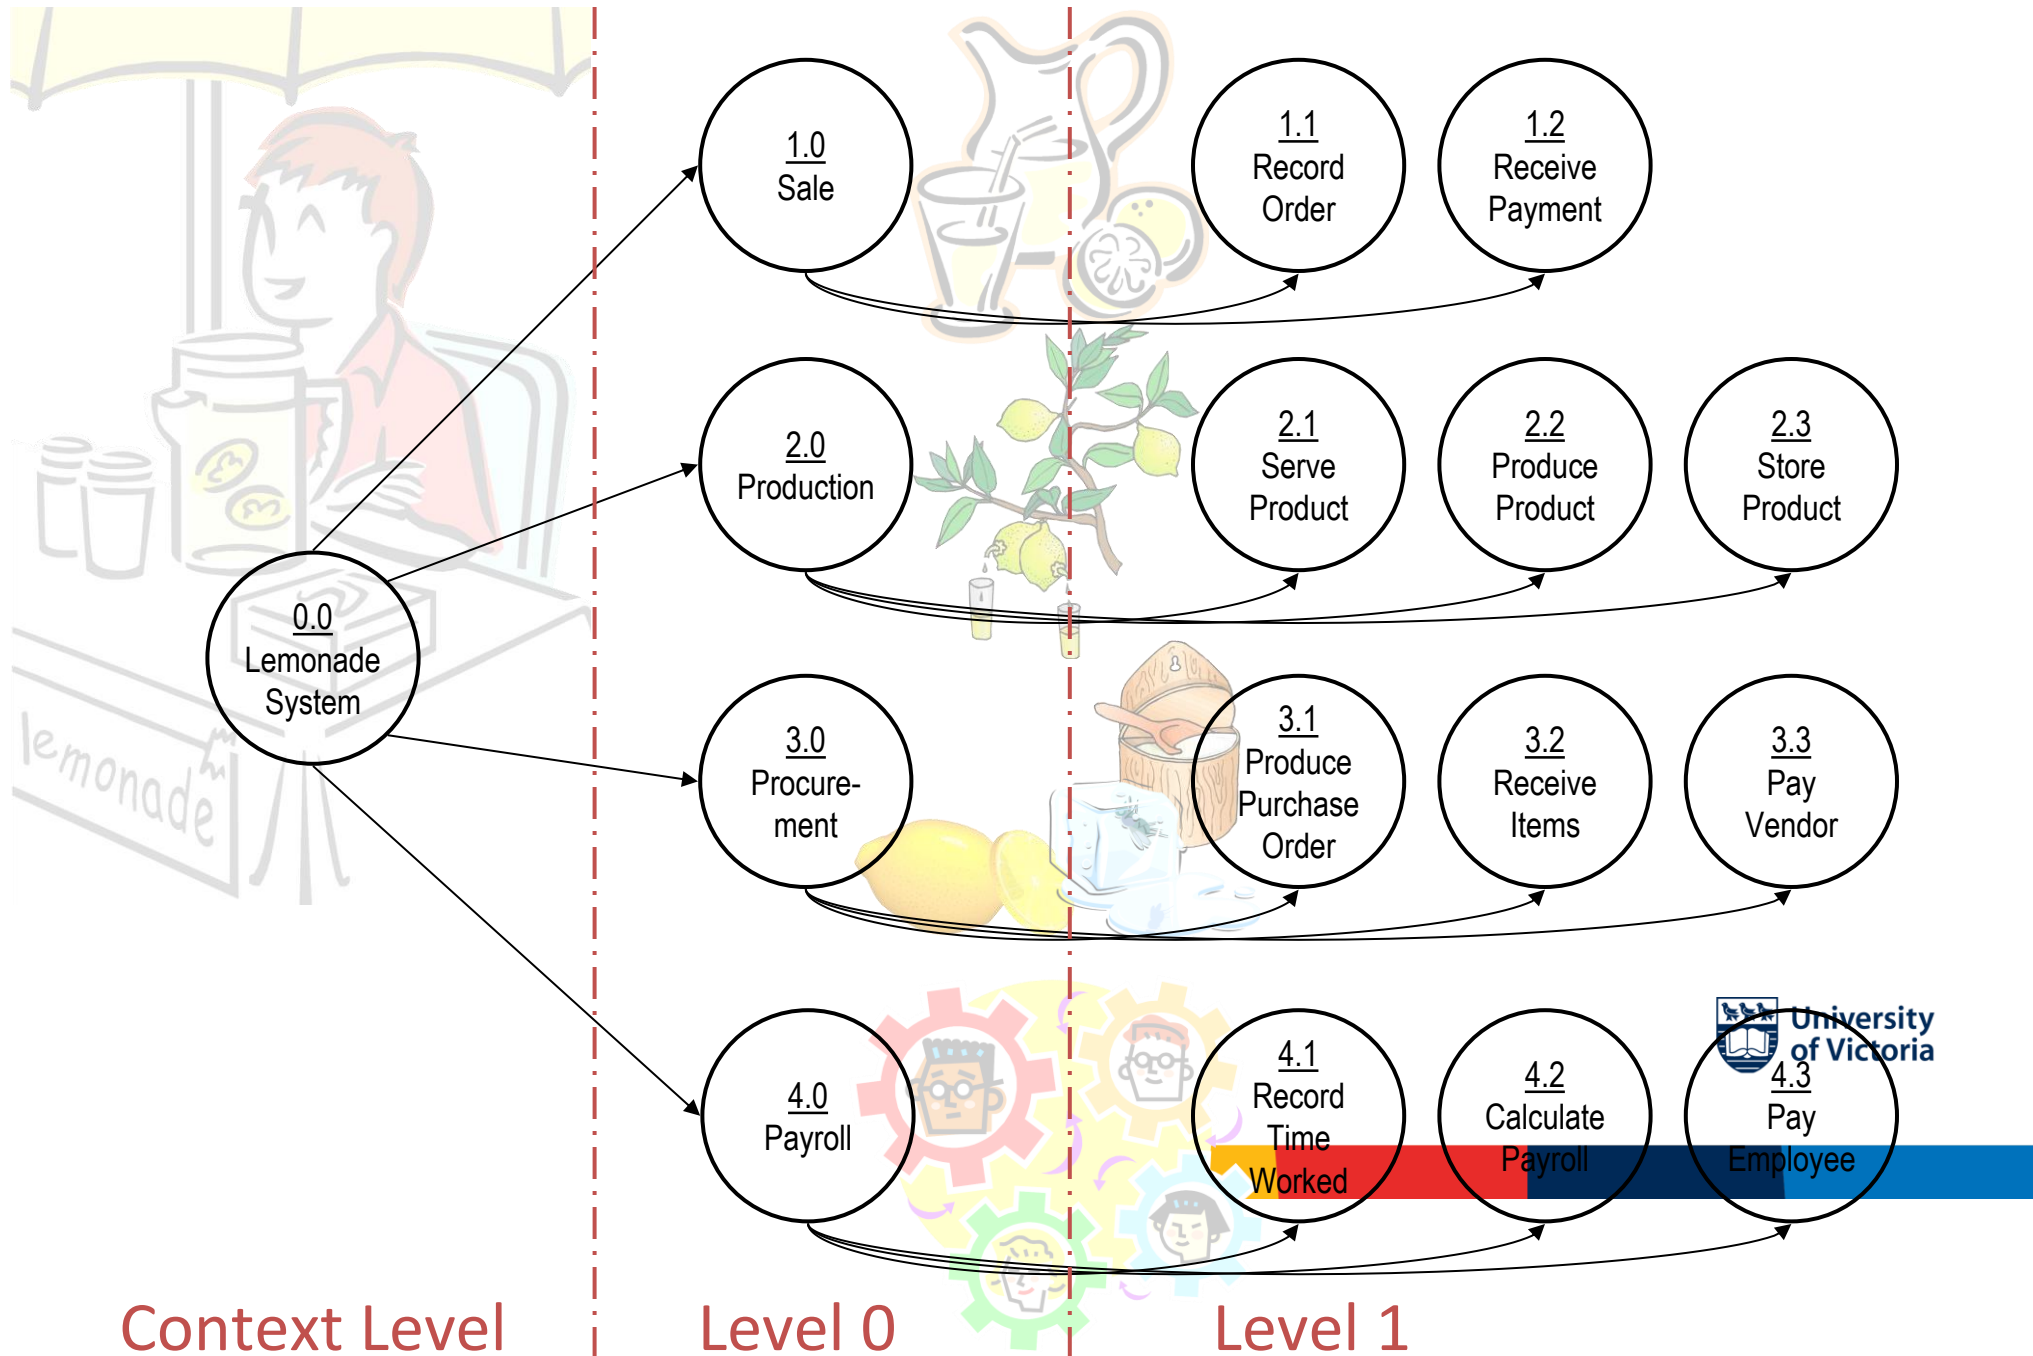 1.0
Sale
1.1
Record
Order
1.2
Receive
Payment
2.0
Production
2.1
Serve
Product
2.2
Produce
Product
2.3
Store
Product
0.0
Lemonade
System
lemonade
3.0
Procure-
ment
3.1
Produce
Purchase
Order
3.2
Receive
Items
3.3
Pay
Vendor
University
of Victoria
4.0
Payroll
4.1
Record
Time
Worked
4.2
Calculate
Payroll
4.3
Pay
Employee
Context Level
Level 0
Level 1